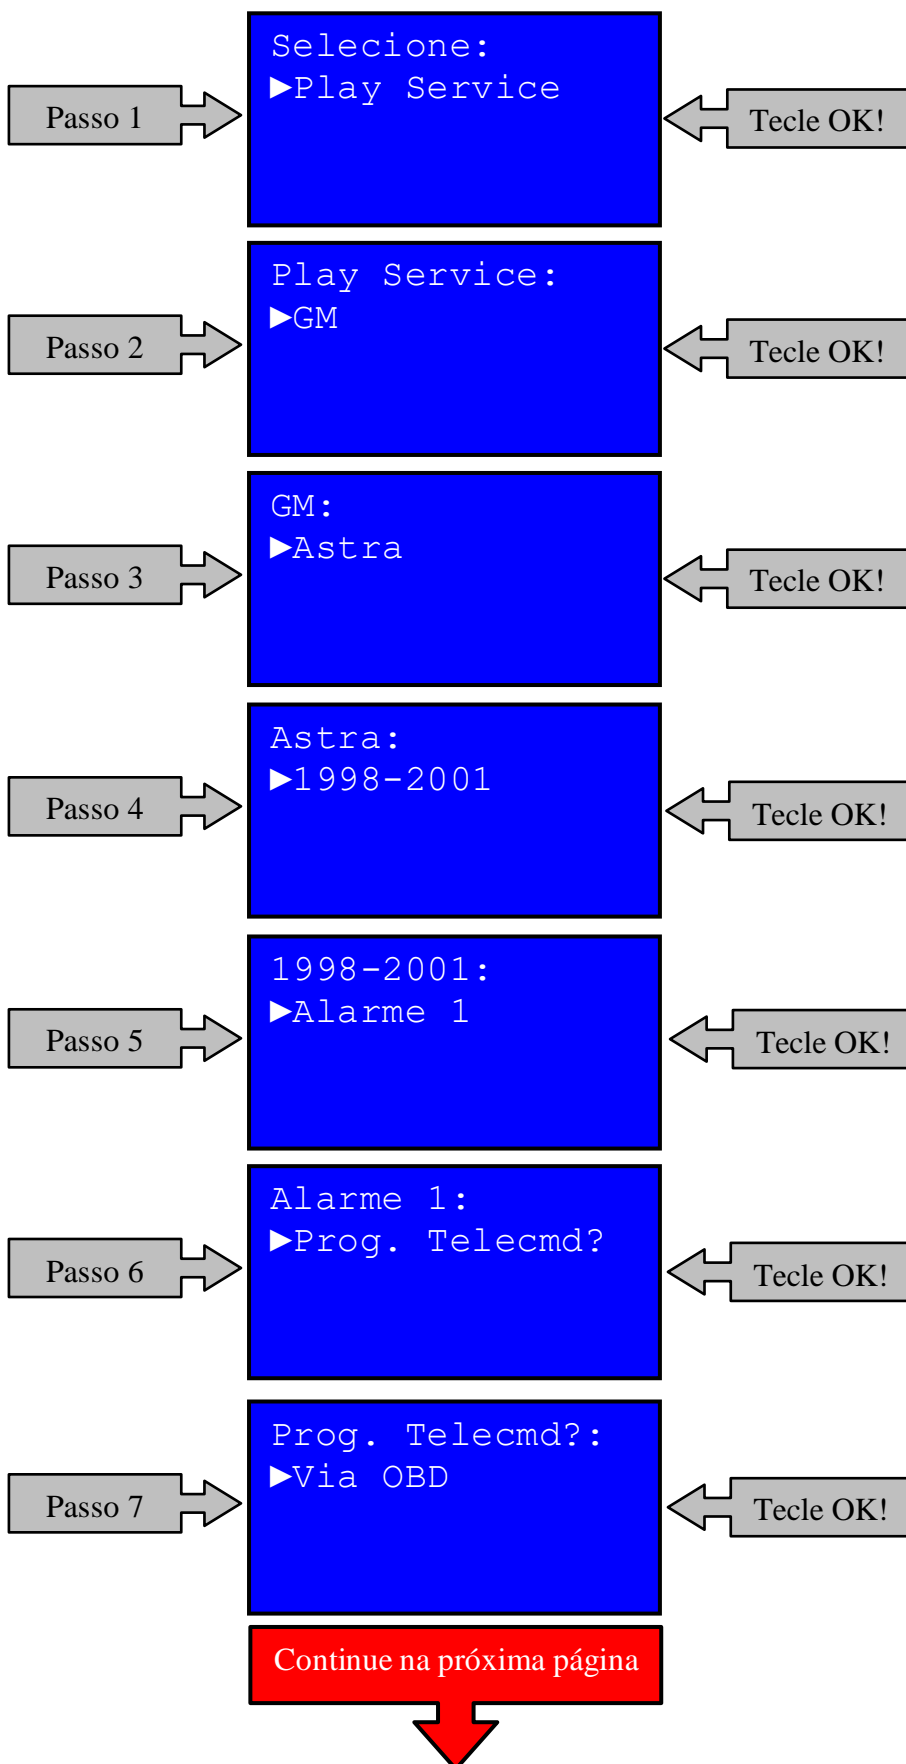 Selecione:
►Play Service
Passo 1
Tecle OK!
Play Service:
►GM
Passo 2
Tecle OK!
GM:
►Astra
Passo 3
Tecle OK!
Astra:
►1998-2001
Passo 4
Tecle OK!
1998-2001:
►Alarme 1
Passo 5
Tecle OK!
Alarme 1:
►Prog. Telecmd?
Passo 6
Tecle OK!
Prog. Telecmd?:
►Via OBD
Passo 7
Tecle OK!
Continue na próxima página